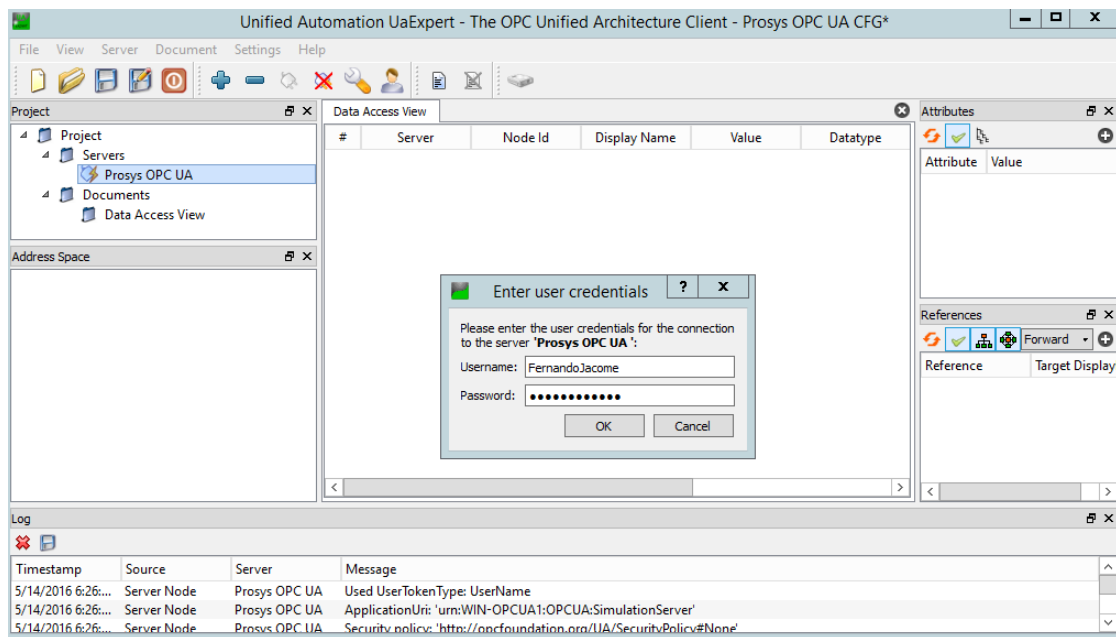 Unified Automation UaExpert - The OPC Unified Architecture Client - Prosys OPC UA CFG*
File View Server Document Settings Help
Project
Project
Servers
Prosys OPC UA
Documents
Data Access View
Address Space
Data Access View
# Server Node Id Display Name Value Datatype
Enter user credentials ? x
Please enter the user credentials for the connection
to the server 'Prosys OPC UA ':
Username: FernandoJacome
Password: ●●●●●●●●●●●●
OK Cancel
Attributes
Attribute Value
References
Forward
Reference Target Display
Log
Timestamp Source Server Message
5/14/2016 6:26:... Server Node Prosys OPC UA Used UserTokenType: UserName
5/14/2016 6:26:... Server Node Prosys OPC UA ApplicationUri: 'urn:WIN-OPCUA1:OPCUA:SimulationServer'
5/14/2016 6:26:... Server Node Prosys OPC UA Security policy: 'http://opcfoundation.org/UA/SecurityPolicy#None'